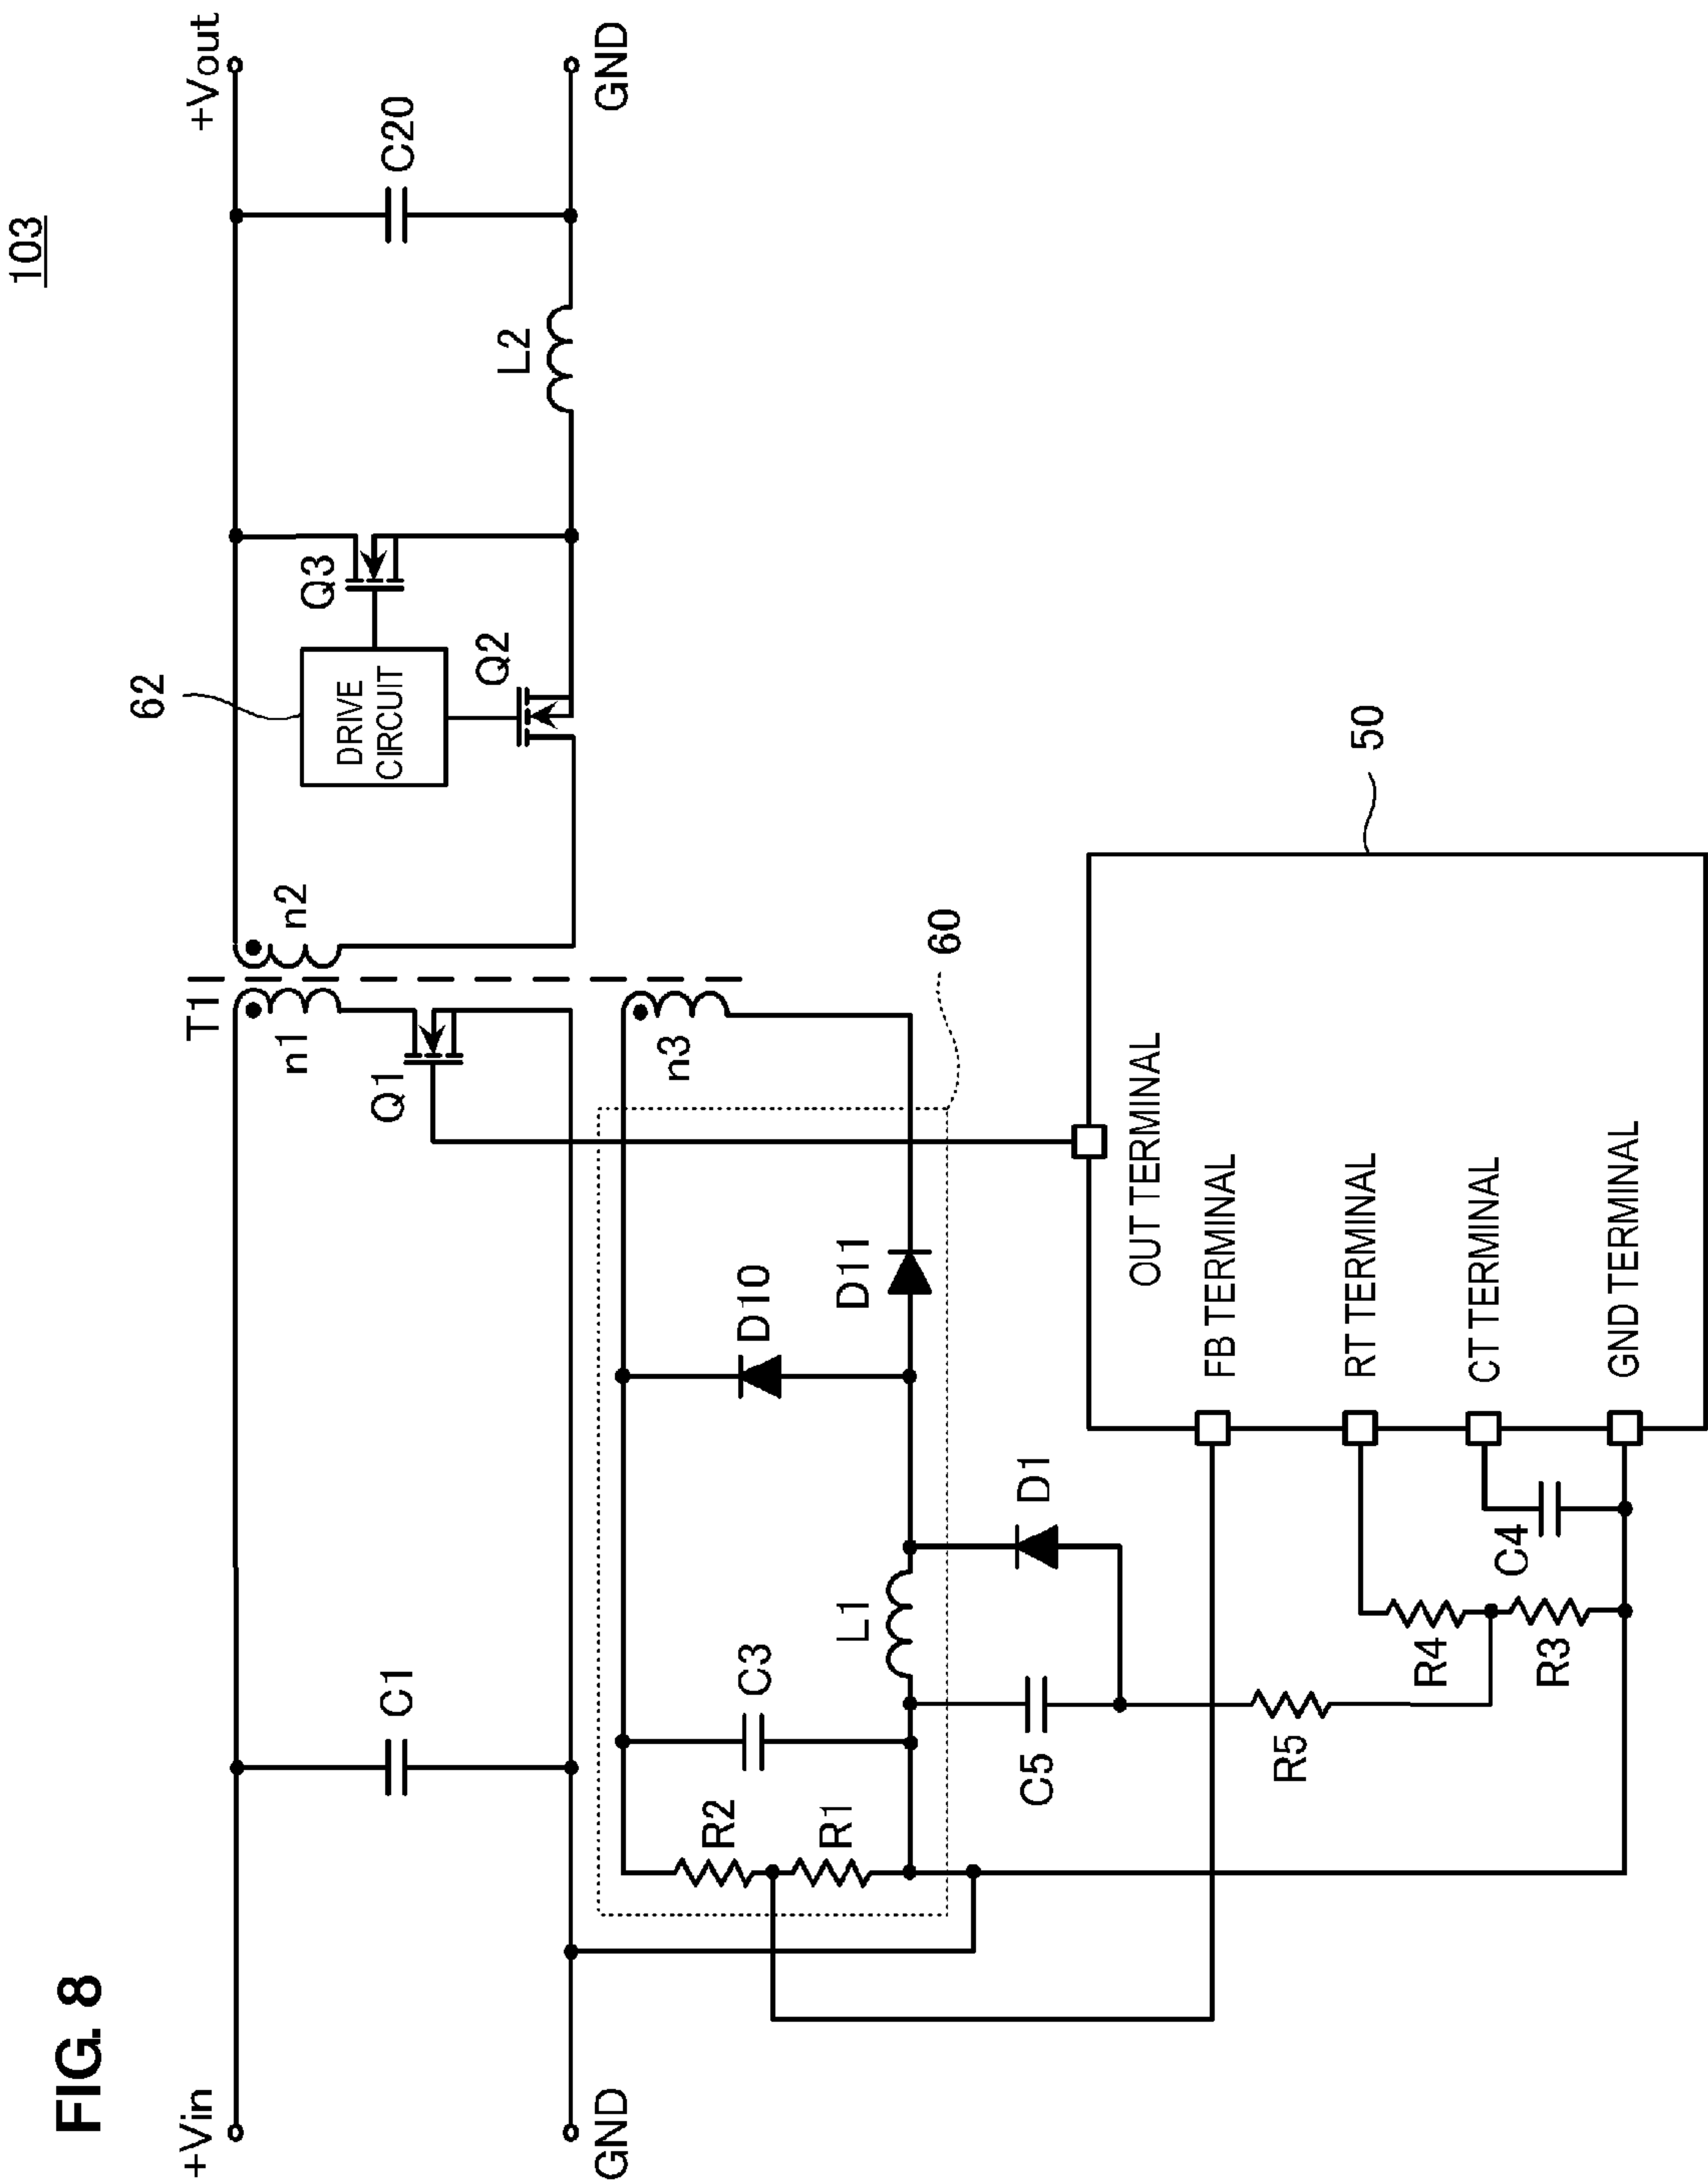 FIG. 8
103
+Vin
+Vout
T1
n1
n2
C1
C20
62
DRIVE
CIRCUIT
Q3
Q1
Q2
L2
GND
GND
n3
R2
C3
D10
R1
L1
D11
60
C5
D1
OUT TERMINAL
FB TERMINAL
R5
RT TERMINAL
50
R4
C4
CT TERMINAL
R3
GND TERMINAL